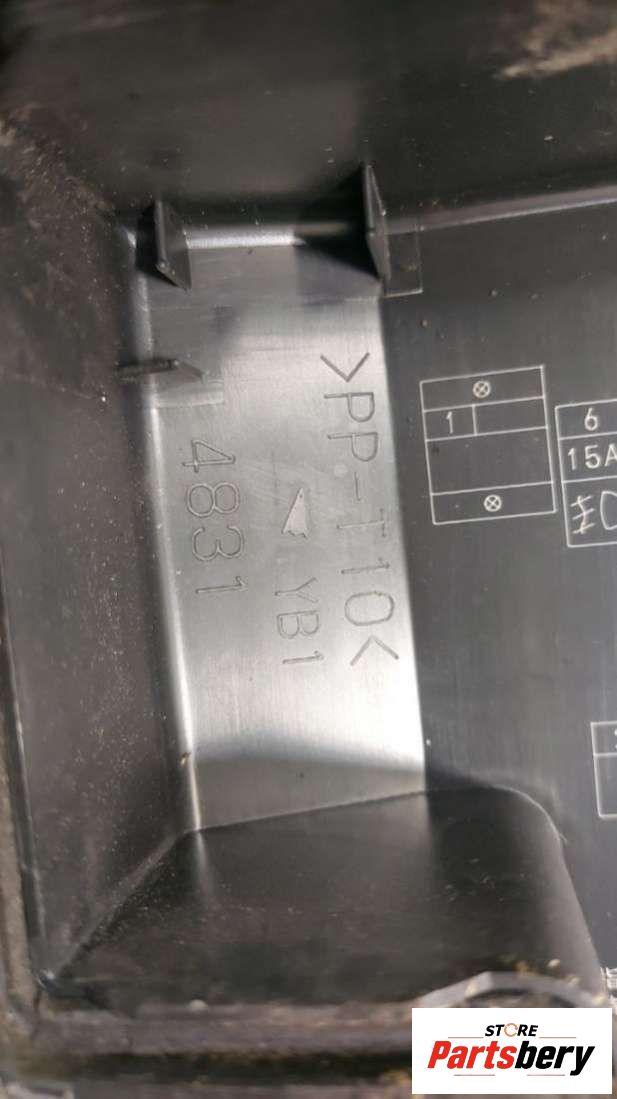 >PP-T10<
YB1
4831
1
6
15A
STORE
Partsbery